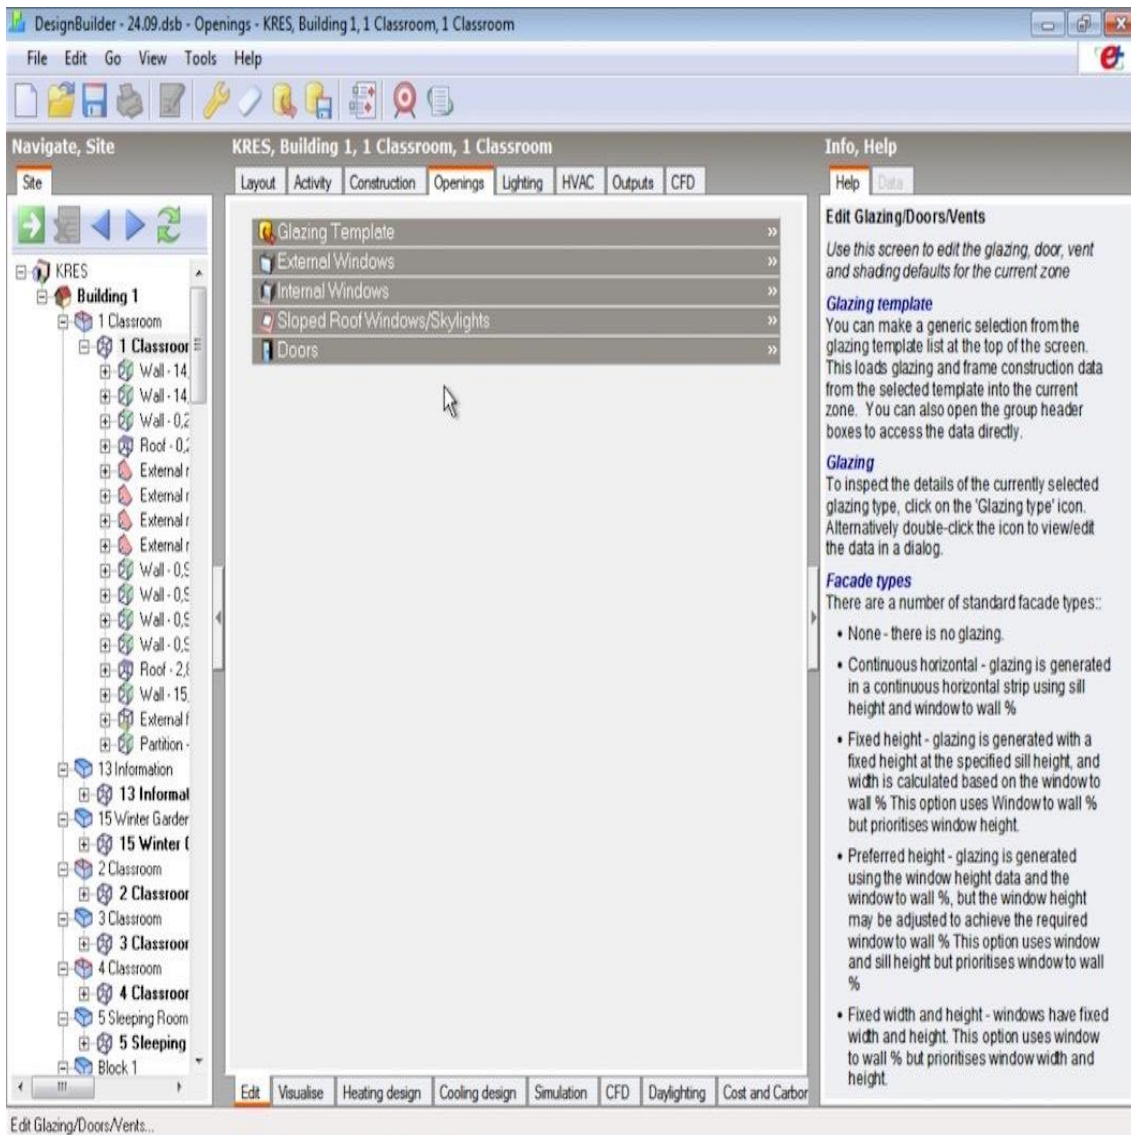 DesignBuilder - 24.09.dsb - Openings - KRES, Building 1, 1 Classroom, 1 Classroom
File Edit Go View Tools Help
Navigate, Site
Site
KRES
Building 1
1 Classroom
1 Classroor
Wall - 14,
Wall - 14,
Wall - 0,2
Roof - 0,2
External r
External r
External r
External r
Wall - 0,9
Wall - 0,9
Wall - 0,9
Wall - 0,9
Roof - 2,8
Wall - 15,
External f
Partition -
13 Information
13 Informal
15 Winter Garder
15 Winter (
2 Classroom
2 Classroor
3 Classroom
3 Classroor
4 Classroom
4 Classroor
5 Sleeping Room
5 Sleeping
Block 1
KRES, Building 1, 1 Classroom, 1 Classroom
Layout Activity Construction Openings Lighting HVAC Outputs CFD
Glazing Template »
External Windows »
Internal Windows »
Sloped Roof Windows/Skylights »
Doors »
Edit Visualise Heating design Cooling design Simulation CFD Daylighting Cost and Carbor
Info, Help
Help Data
Edit Glazing/Doors/Vents
Use this screen to edit the glazing, door, vent
and shading defaults for the current zone
Glazing template
You can make a generic selection from the
glazing template list at the top of the screen.
This loads glazing and frame construction data
from the selected template into the current
zone. You can also open the group header
boxes to access the data directly.
Glazing
To inspect the details of the currently selected
glazing type, click on the 'Glazing type' icon.
Alternatively double-click the icon to view/edit
the data in a dialog.
Facade types
There are a number of standard facade types::
• None - there is no glazing.
• Continuous horizontal - glazing is generated
in a continuous horizontal strip using sill
height and window to wall %
• Fixed height - glazing is generated with a
fixed height at the specified sill height, and
width is calculated based on the window to
wall % This option uses Window to wall %
but prioritises window height.
• Preferred height - glazing is generated
using the window height data and the
window to wall %, but the window height
may be adjusted to achieve the required
window to wall % This option uses window
and sill height but prioritises window to wall
%
• Fixed width and height - windows have fixed
width and height. This option uses window
to wall % but prioritises window width and
height.
Edit Glazing/Doors/Vents...